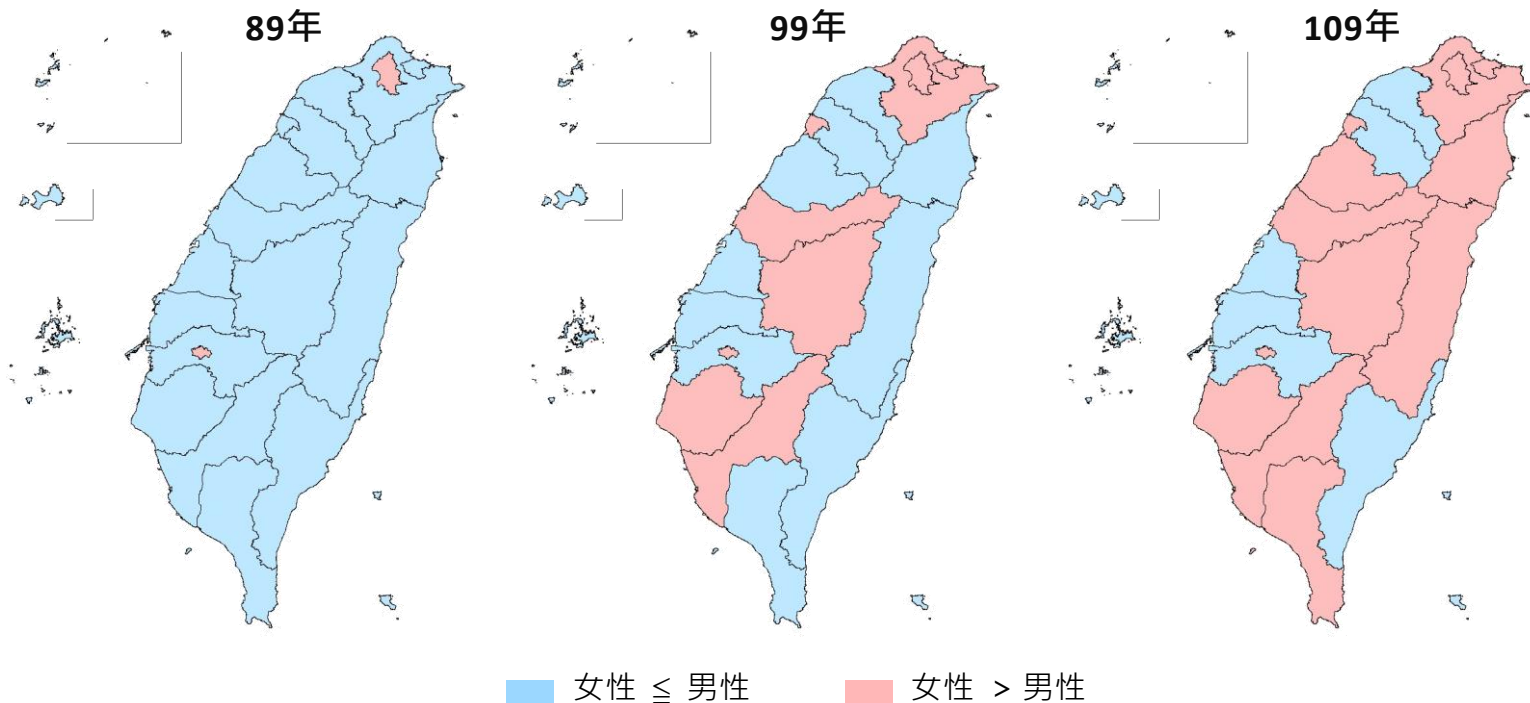 89年
99年
109年
女性 ≦ 男性
女性 > 男性